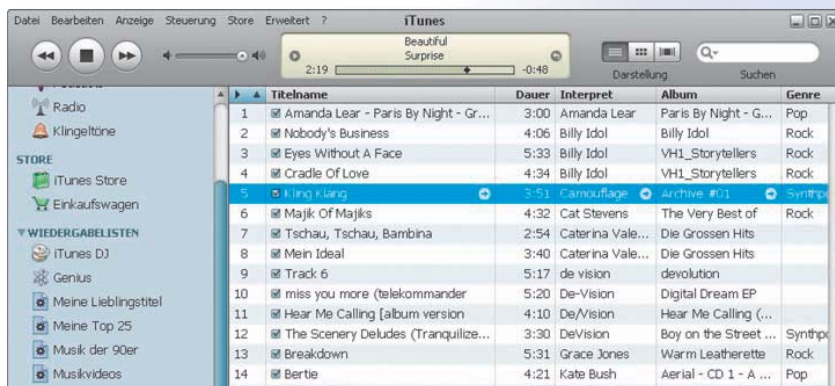 Datei Bearbeiten Anzeige Steuerung Store Erweitert ? iTunes
Beautiful
Surprise
2:19 -0:48
Darstellung Suchen
Radio
Klingeltöne
STORE
iTunes Store
Einkaufswagen
WIEDERGABELISTEN
iTunes DJ
Genius
Meine Lieblingstitel
Meine Top 25
Musik der 90er
Musikvideos
Titelname Dauer Interpret Album Genre
1 Amanda Lear - Paris By Night - Gr... 3:00 Amanda Lear Paris By Night - G... Pop
2 Nobody's Business 4:06 Billy Idol Billy Idol Rock
3 Eyes Without A Face 5:33 Billy Idol VH1_Storytellers Rock
4 Cradle Of Love 4:34 Billy Idol VH1_Storytellers Rock
5 Kling Klang 3:51 Camouflage Archive #01 Synthp
6 Majik Of Majiks 4:32 Cat Stevens The Very Best of Rock
7 Tschau, Tschau, Bambina 2:54 Caterina Vale... Die Grossen Hits
8 Mein Ideal 3:40 Caterina Vale... Die Grossen Hits
9 Track 6 5:17 de vision devolution
10 miss you more (telekommander 5:20 De-Vision Digital Dream EP
11 Hear Me Calling [album version 4:10 De/Vision Hear Me Calling (...
12 The Scenery Deludes (Tranquilize... 3:30 DeVision Boy on the Street ... Synthp
13 Breakdown 5:31 Grace Jones Warm Leatherette Rock
14 Bertie 4:21 Kate Bush Aerial - CD 1 - A ... Pop